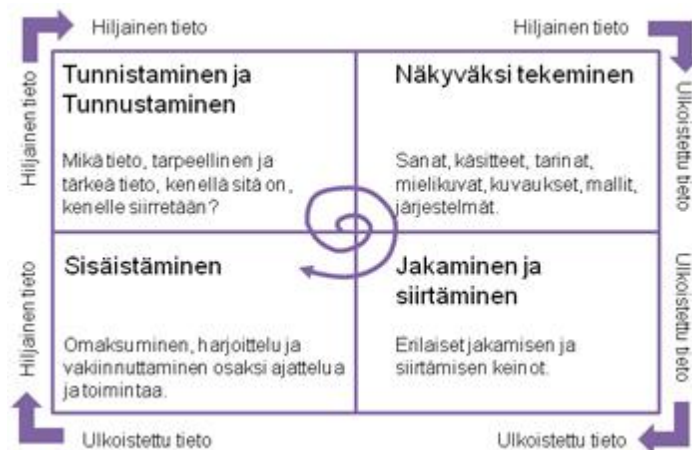 Hiljainen tieto
Hiljainen tieto
Hiljainen tieto
Ulkoistettu tieto
Tunnistaminen ja
Tunnustaminen
Mikä tieto, tarpeellinen ja
tärkeä tieto, kenellä sitä on,
kenelle siirretään?
Näkyväksi tekeminen
Sanat, käsitteet, tarinat,
mielikuvat, kuvaukset, mallit,
järjestelmät.
Hiljainen tieto
Sisäistäminen
Omaksuminen, harjoittelu ja
vakiinnuttaminen osaksi ajattelua
ja toimintaa.
Jakaminen ja
siirtäminen
Erilaiset jakamisen ja
siirtämisen keinot.
Ulkoistettu tieto
Ulkoistettu tieto
Ulkoistettu tieto